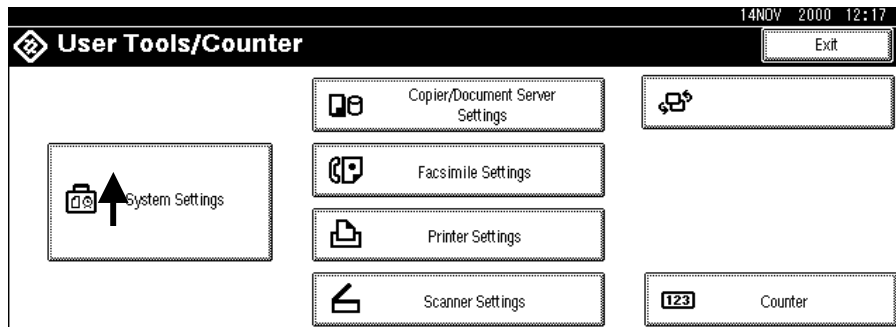 14NOV 2000 12:17
User Tools/Counter
Exit
Copier/Document Server
Settings
System Settings
Facsimile Settings
Printer Settings
Scanner Settings
123
Counter